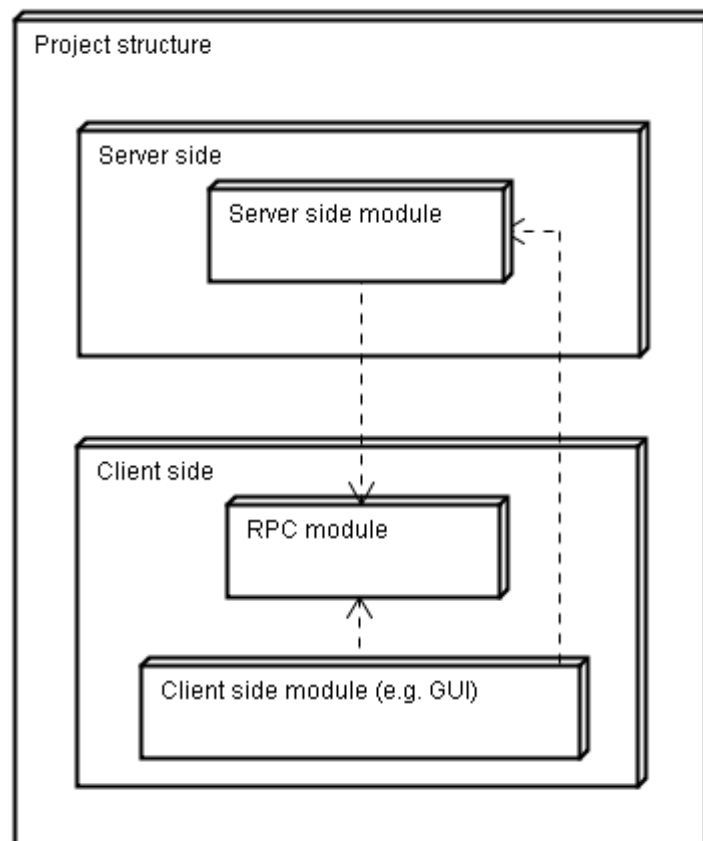 Project structure
Server side
Server side module
Client side
RPC module
Client side module (e.g. GUI)